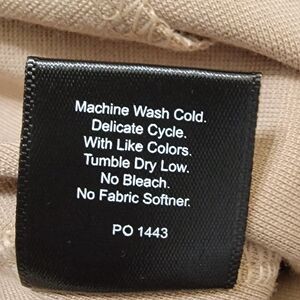 Machine Wash Cold.
Delicate Cycle.
With Like Colors.
Tumble Dry Low.
No Bleach.
No Fabric Softner.
PO 1443